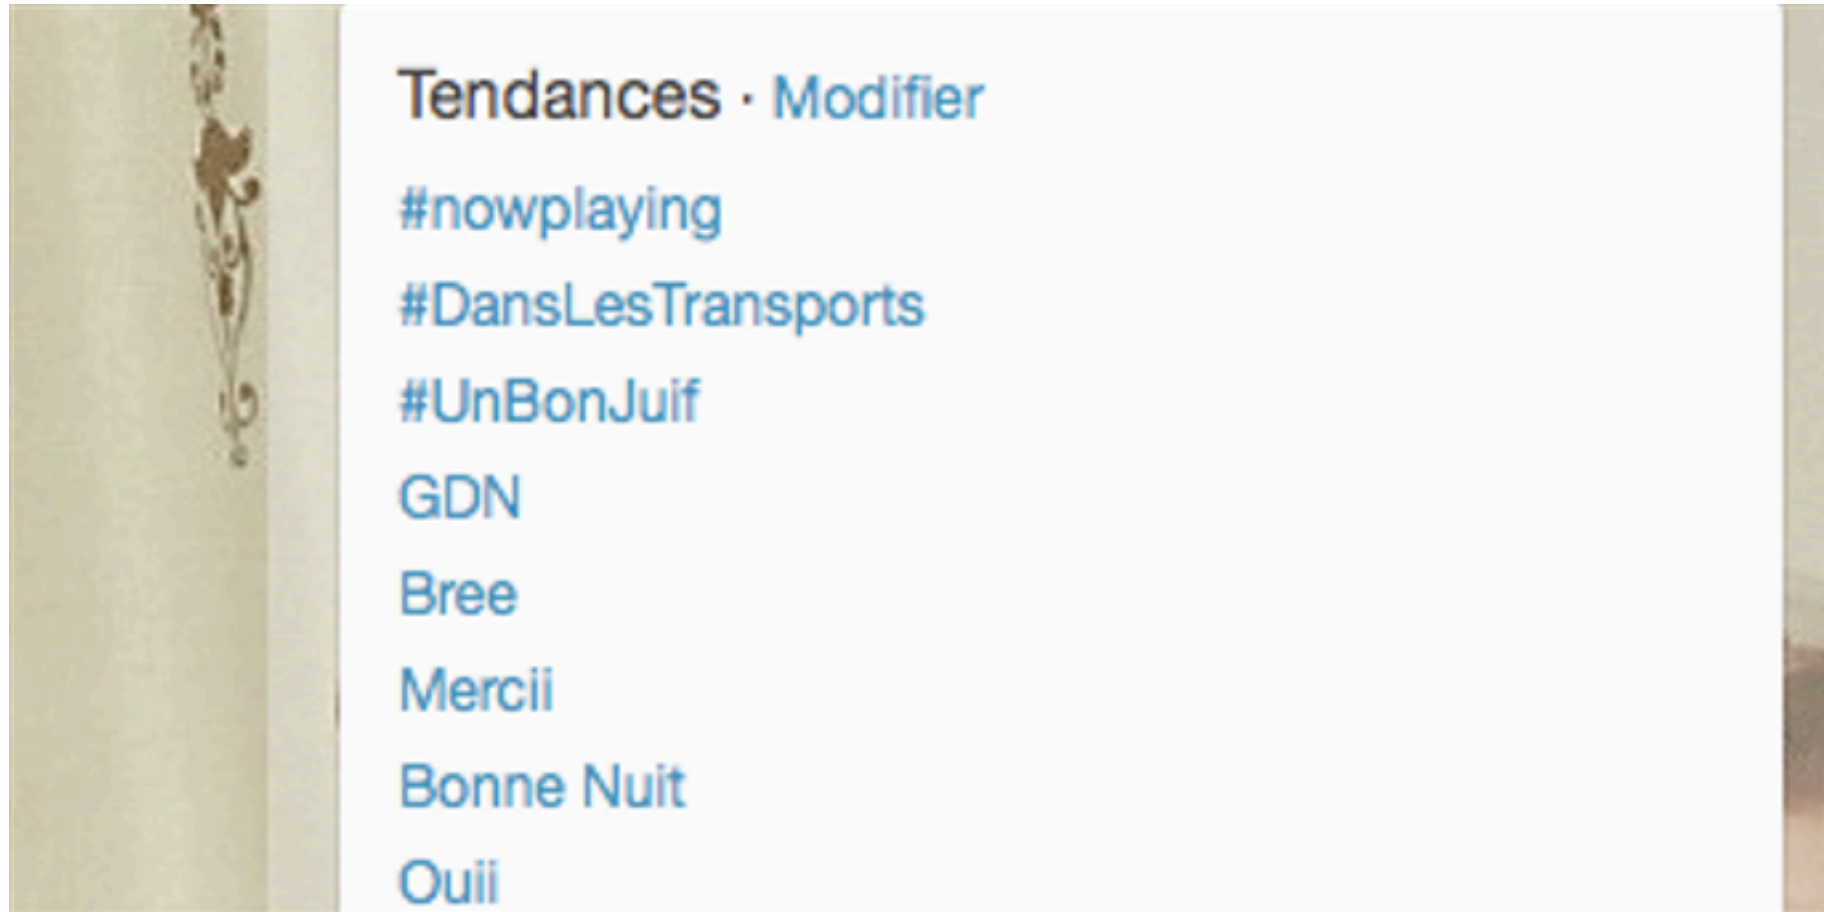 Tendances · Modifier
#nowplaying
#DansLesTransports
#UnBonJuif
GDN
Bree
Mercii
Bonne Nuit
Ouii